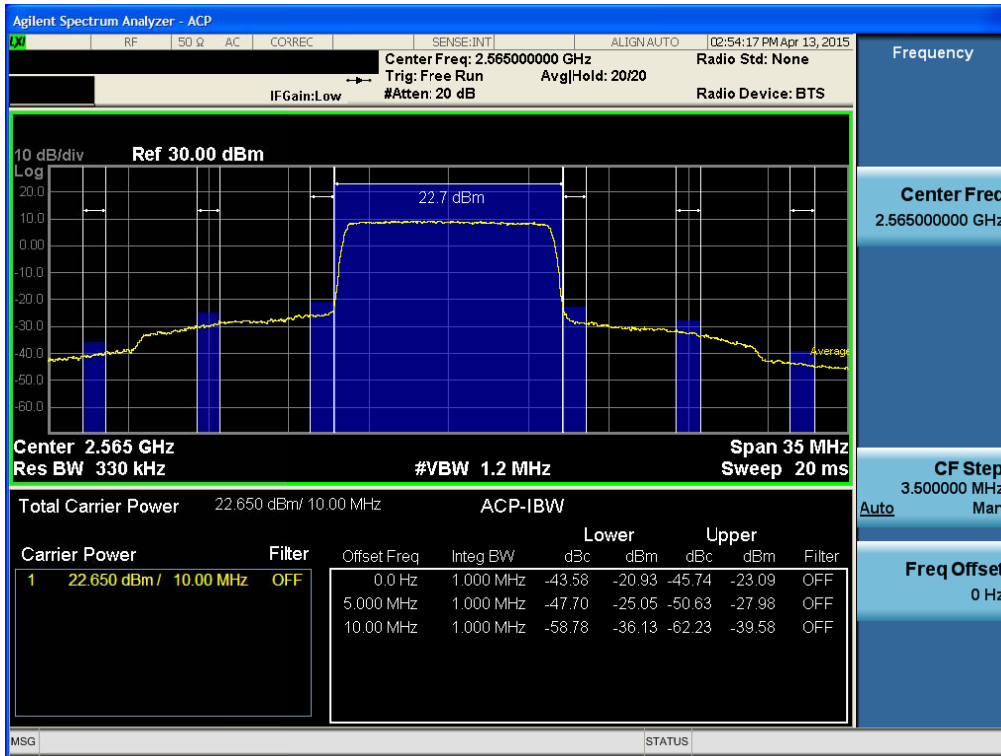 Agilent Spectrum Analyzer - ACP
LXI RF 50 Ω AC CORREC SENSE:INT ALIGN AUTO 02:54:17 PM Apr 13, 2015
Center Freq: 2.565000000 GHz Radio Std: None
Trig: Free Run Avg|Hold: 20/20
IFGain:Low #Atten: 20 dB Radio Device: BTS
10 dB/div Ref 30.00 dBm
Log
20.0
10.0
0.00
-10.0
-20.0
-30.0
-40.0
-50.0
-60.0
22.7 dBm
Average
Center 2.565 GHz Span 35 MHz
Res BW 330 kHz #VBW 1.2 MHz Sweep 20 ms
Total Carrier Power 22.650 dBm/ 10.00 MHz ACP-IBW
Lower Upper
Carrier Power Filter Offset Freq Integ BW dBc dBm dBc dBm Filter
1 22.650 dBm / 10.00 MHz OFF 0.0 Hz 1.000 MHz -43.58 -20.93 -45.74 -23.09 OFF
5.000 MHz 1.000 MHz -47.70 -25.05 -50.63 -27.98 OFF
10.00 MHz 1.000 MHz -58.78 -36.13 -62.23 -39.58 OFF
MSG STATUS
Frequency
Center Freq
2.565000000 GHz
CF Step
3.500000 MHz
Auto Man
Freq Offset
0 Hz